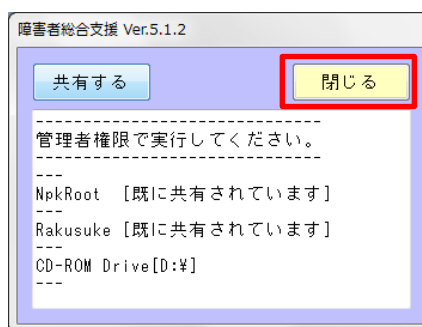 障害者総合支援 Ver.5.1.2
共有する 閉じる
-----------------------------
管理者権限で実行してください。
-----------------------------
---
NpkRoot [既に共有されています]
---
Rakusuke [既に共有されています]
---
CD-ROM Drive[D:¥]
---